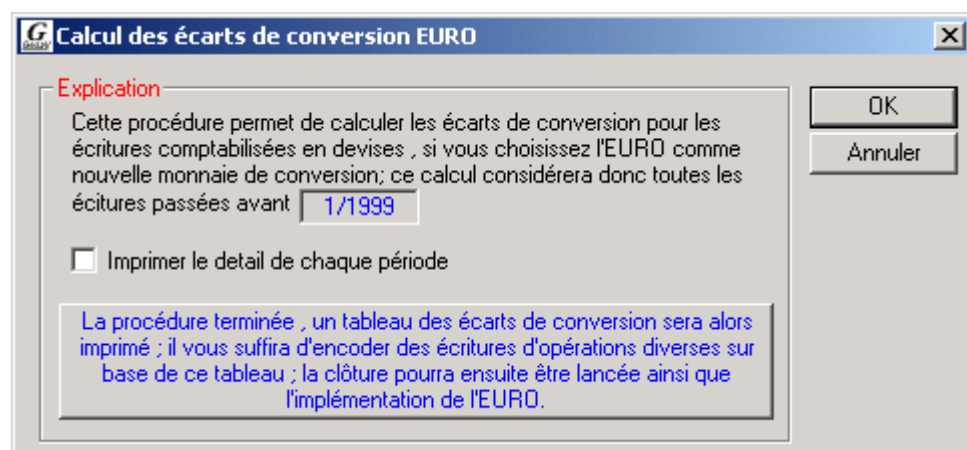 Calcul des écarts de conversion EURO
Explication
Cette procédure permet de calculer les écarts de conversion pour les
écritures comptabilisées en devises , si vous choisissez l'EURO comme
nouvelle monnaie de conversion; ce calcul considérera donc toutes les
écitures passées avant 1/1999
Imprimer le detail de chaque période
La procédure terminée , un tableau des écarts de conversion sera alors
imprimé ; il vous suffira d'encoder des écritures d'opérations diverses sur
base de ce tableau ; la clôture pourra ensuite être lancée ainsi que
l'implémentation de l'EURO.
OK
Annuler